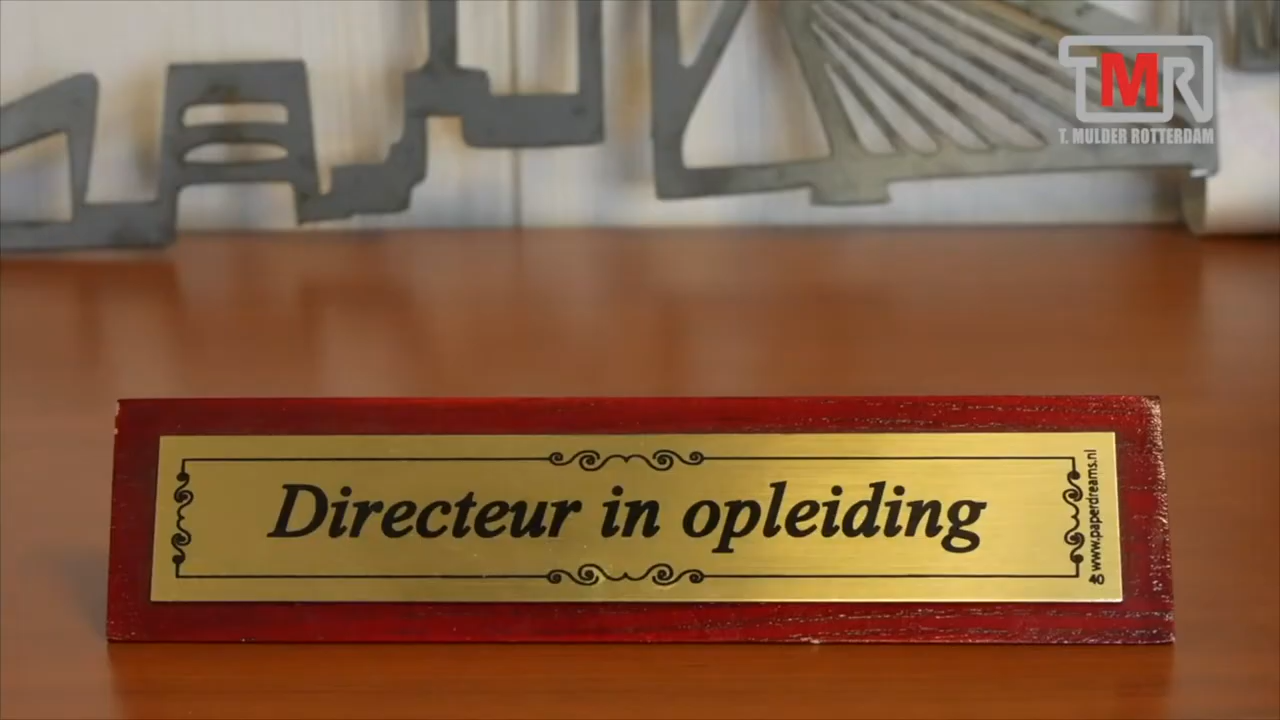 TMR
T. MULDER ROTTERDAM
Directeur in opleiding
www.paperdreams.nl